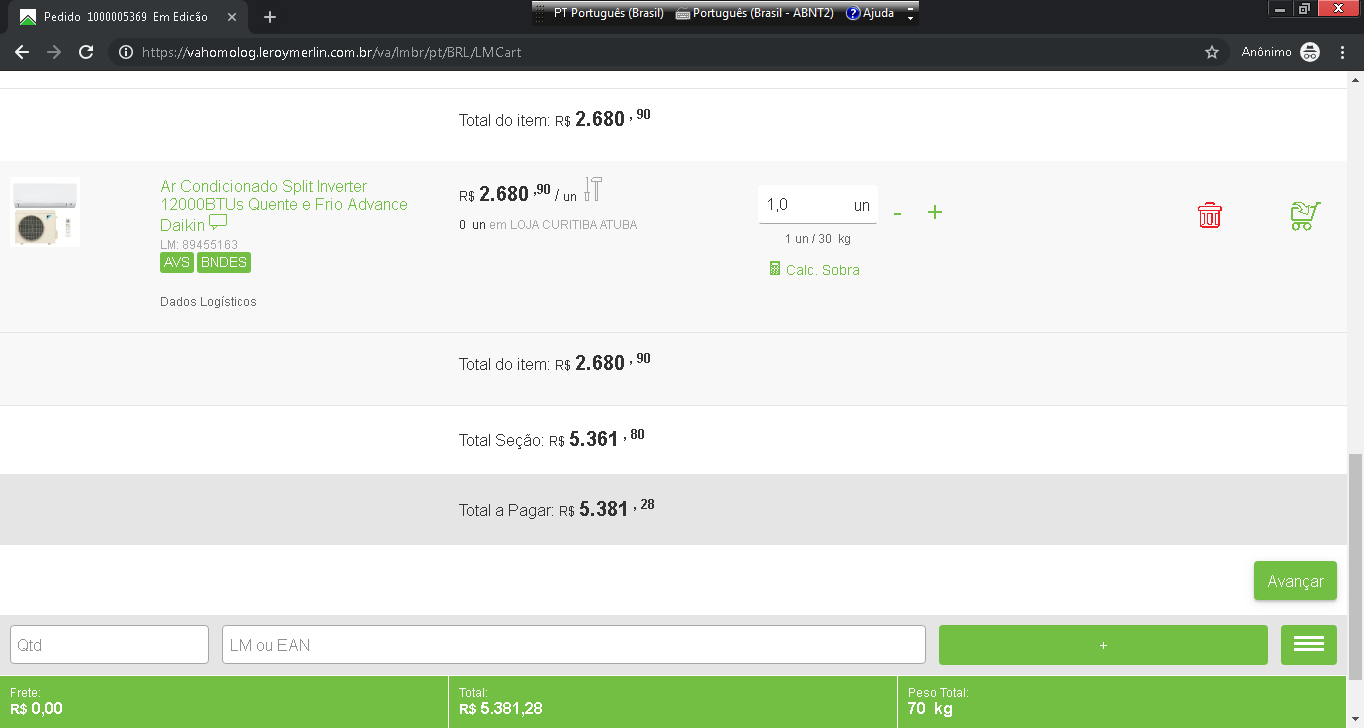 Pedido 1000005369 Em Edicão
PT Português (Brasil) Português (Brasil - ABNT2) Ajuda
https://vahomolog.leroymerlin.com.br/va/lmbr/pt/BRL/LMCart
Anônimo
Total do item: R$ 2.680 ,90
Ar Condicionado Split Inverter
12000BTUs Quente e Frio Advance
Daikin
LM: 89455163
AVS BNDES
Dados Logísticos
R$ 2.680 ,90 / un
0 un em LOJA CURITIBA ATUBA
1,0 un - +
1 un / 30 kg
Calc. Sobra
Total do item: R$ 2.680 ,90
Total Seção: R$ 5.361 ,80
Total a Pagar: R$ 5.381 ,28
Avançar
Qtd
LM ou EAN
+
Frete:
R$ 0,00
Total:
R$ 5.381,28
Peso Total:
70 kg